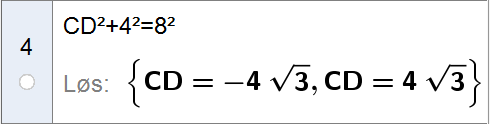 4
CD²+4²=8²
Løs: {CD = −4 √3, CD = 4 √3}